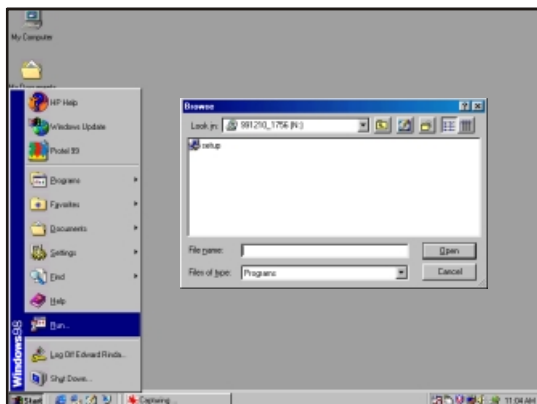 My Computer
My Documents
HP Help
Windows Update
Protel 99
Programs
Favorites
Documents
Settings
Find
Help
Run...
Log Off Edward Rinda...
Shut Down...
Windows98
Browse
Look in: 991210_1756 (N:)
setup
File name:
Open
Files of type: Programs
Cancel
Start
Capturing ...
11:04 AM